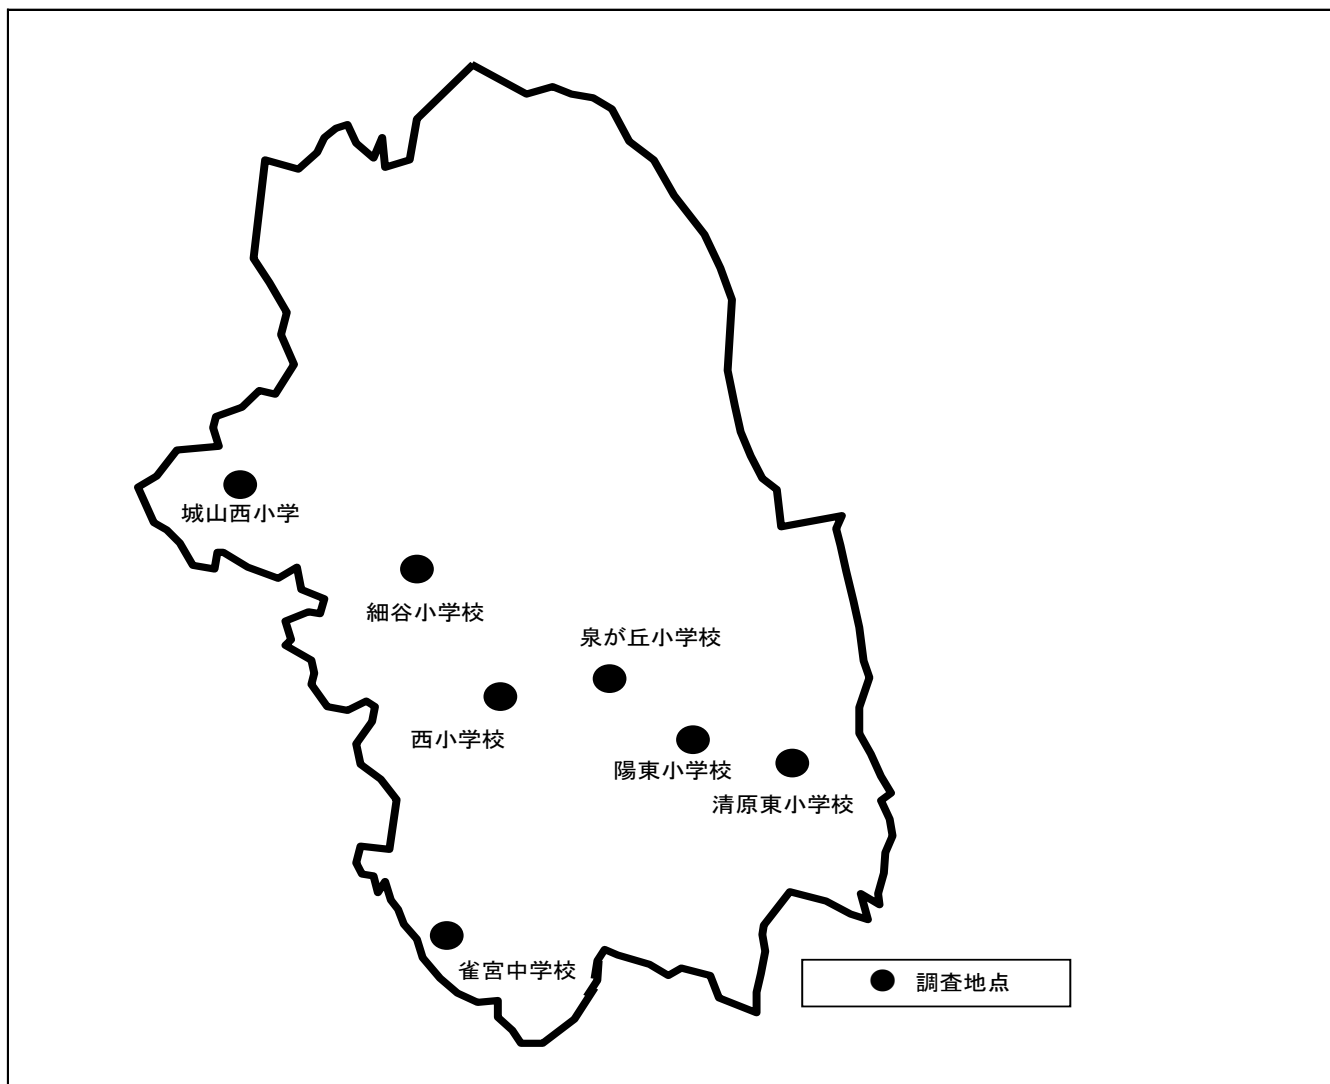 城山西小学
細谷小学校
泉が丘小学校
西小学校
陽東小学校
清原東小学校
雀宮中学校
調査地点